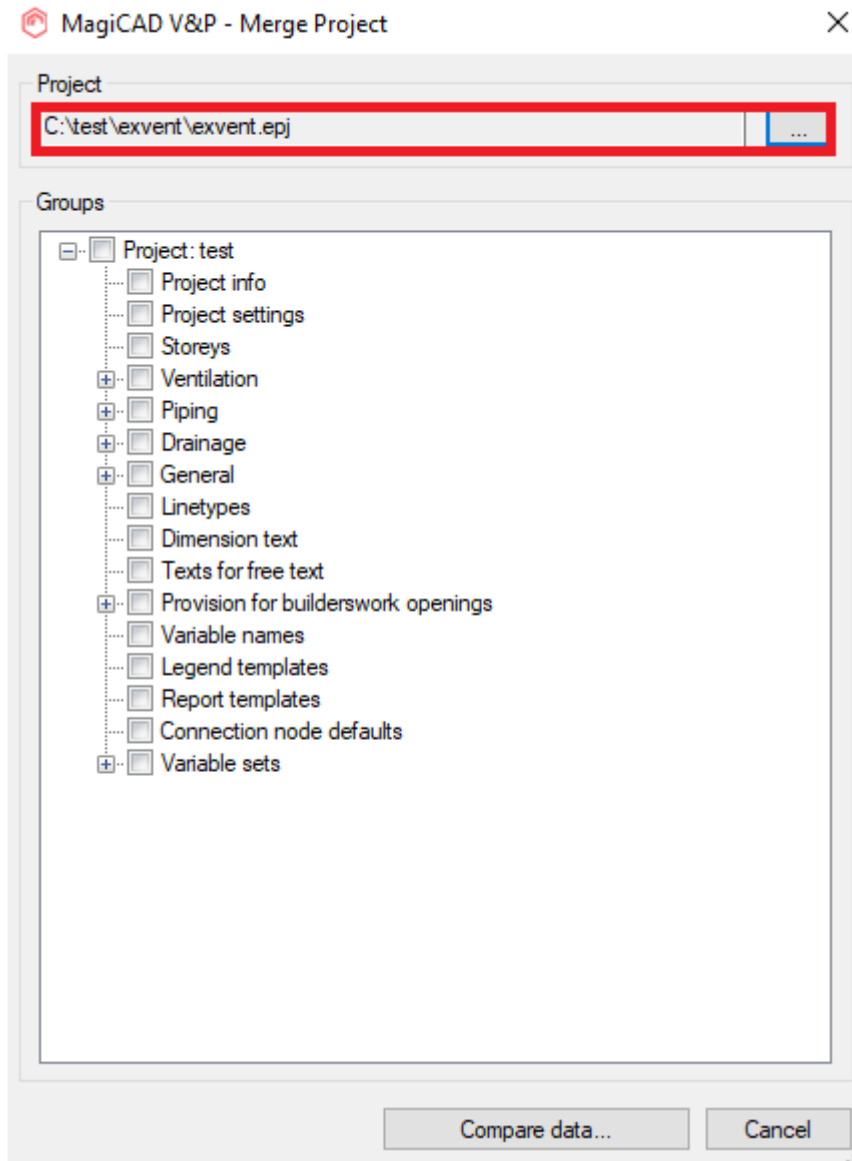 MagiCAD V&P - Merge Project
Project
C:\test\exvent\exvent.epj
...
Groups
Project: test
Project info
Project settings
Storeys
Ventilation
Piping
Drainage
General
Linetypes
Dimension text
Texts for free text
Provision for builderswork openings
Variable names
Legend templates
Report templates
Connection node defaults
Variable sets
Compare data... Cancel